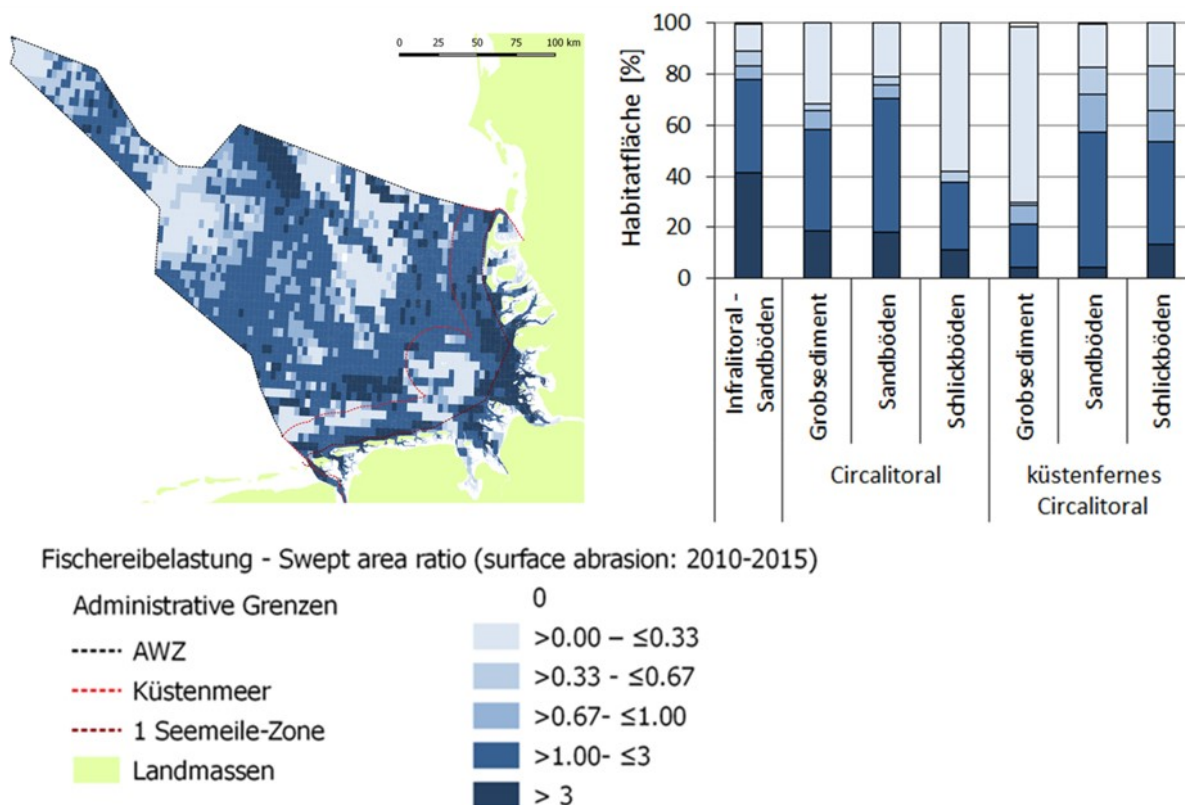 0 25 50 75 100 km
Habitatfläche [%]
100
80
60
40
20
0
Infralitoral -
Sandböden
Grobsediment
Sandböden
Schlickböden
Grobsediment
Sandböden
Schlickböden
Circalitoral
küstenfernes
Circalitoral
Fischereibelastung - Swept area ratio (surface abrasion: 2010-2015)
Administrative Grenzen
AWZ
Küstenmeer
1 Seemeile-Zone
Landmassen
0
>0.00 – ≤0.33
>0.33 - ≤0.67
>0.67- ≤1.00
>1.00- ≤3
> 3